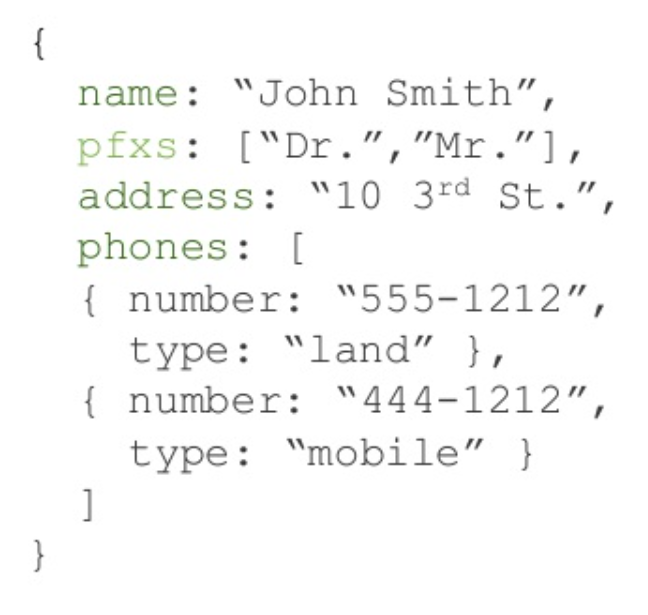 {
name: “John Smith”,
pfxs: [“Dr.”,”Mr.”],
address: “10 3rd St.”,
phones: [
{ number: “555-1212”,
type: “land” },
{ number: “444-1212”,
type: “mobile” }
]
}